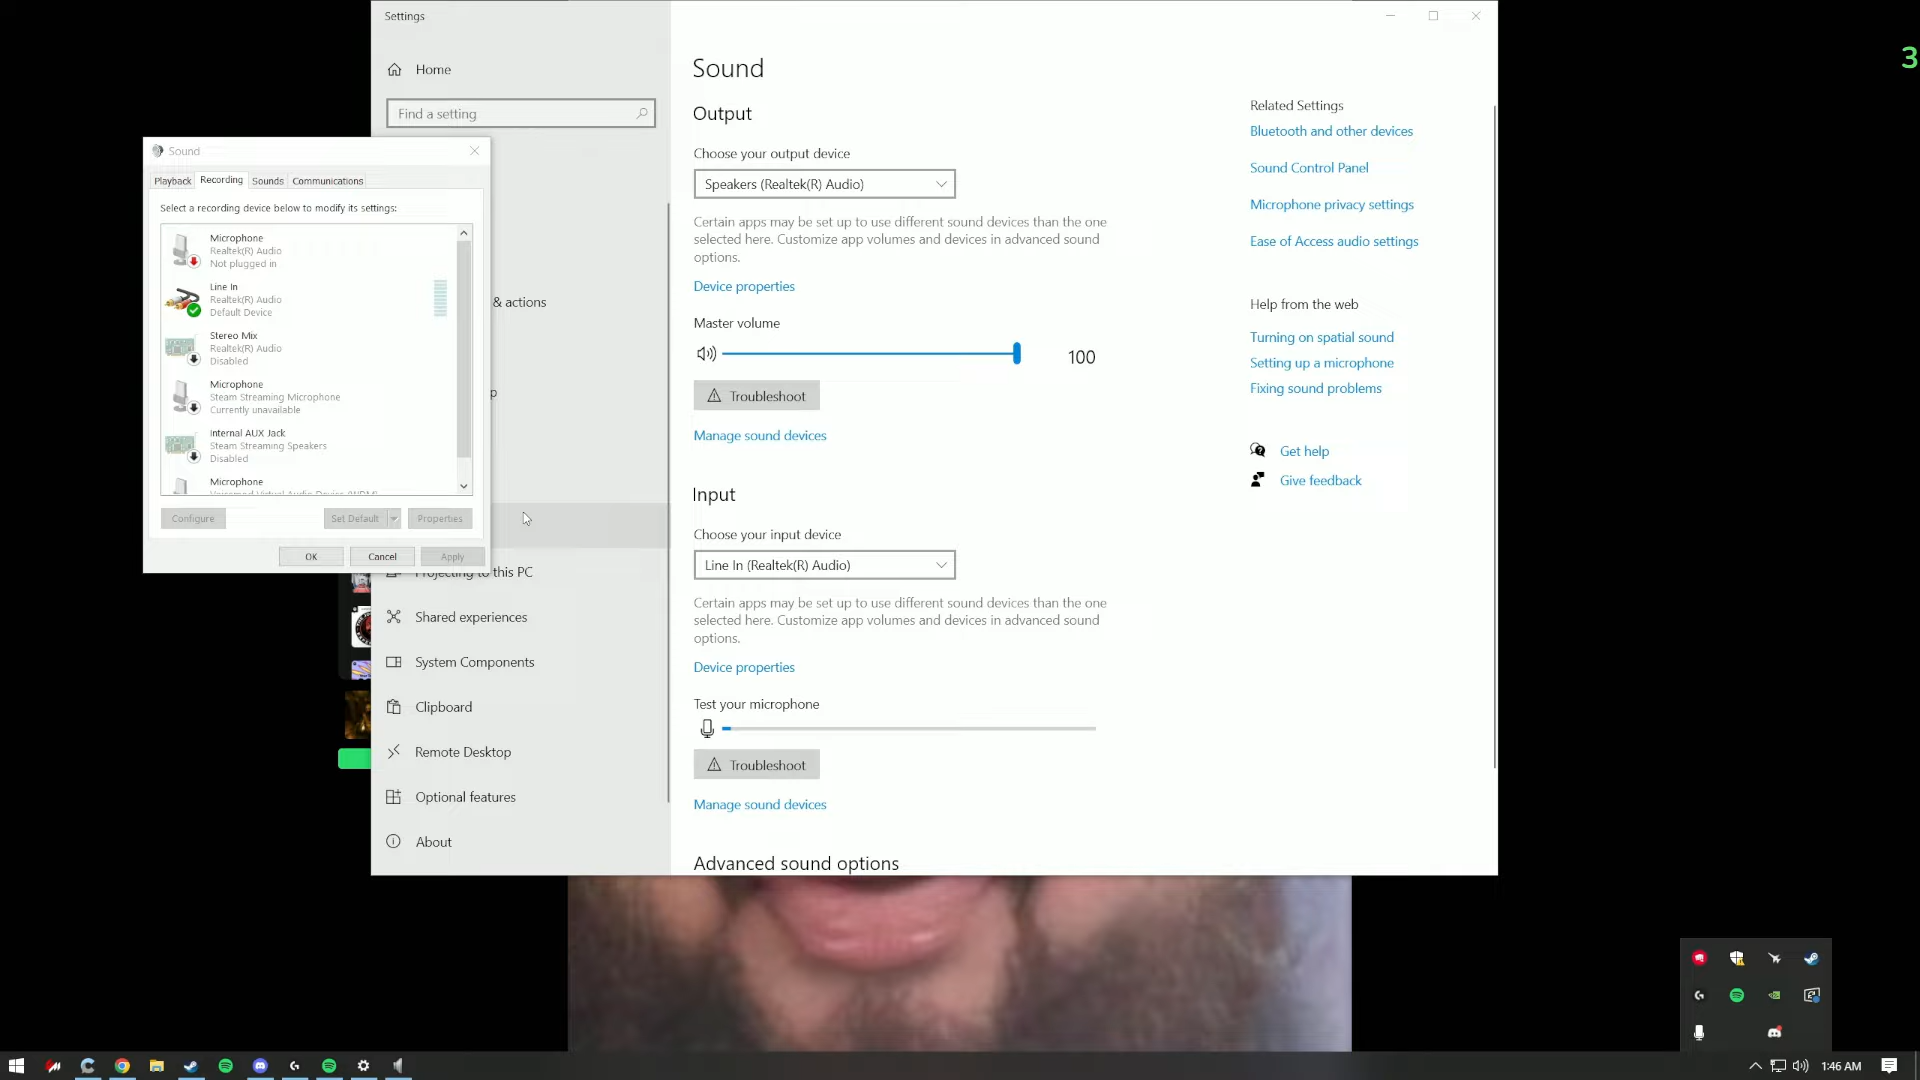 Settings
3
Home
Find a setting
Sound
Playback
Recording
Sounds
Communications
Select a recording device below to modify its settings:
Microphone
Realtek(R) Audio
Not plugged in
Line In
Realtek(R) Audio
Default Device
Stereo Mix
Realtek(R) Audio
Disabled
Microphone
Steam Streaming Microphone
Currently unavailable
Internal AUX Jack
Steam Streaming Speakers
Disabled
Microphone
Configure
Set Default
Properties
OK
Cancel
Apply
& actions
p
Projecting to this PC
Shared experiences
System Components
Clipboard
Remote Desktop
Optional features
About
Sound
Output
Choose your output device
Speakers (Realtek(R) Audio)
Certain apps may be set up to use different sound devices than the one
selected here. Customize app volumes and devices in advanced sound
options.
Device properties
Master volume
100
Troubleshoot
Manage sound devices
Input
Choose your input device
Line In (Realtek(R) Audio)
Certain apps may be set up to use different sound devices than the one
selected here. Customize app volumes and devices in advanced sound
options.
Device properties
Test your microphone
Troubleshoot
Manage sound devices
Advanced sound options
Related Settings
Bluetooth and other devices
Sound Control Panel
Microphone privacy settings
Ease of Access audio settings
Help from the web
Turning on spatial sound
Setting up a microphone
Fixing sound problems
Get help
Give feedback
1:46 AM